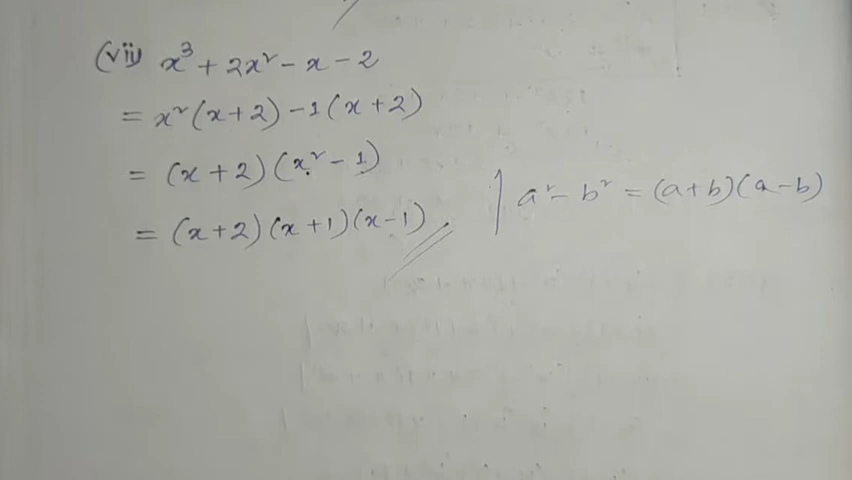 (vii) x³ + 2x² - x - 2
= x²(x+2) - 1(x+2)
= (x+2)(x² - 1)
= (x+2)(x+1)(x-1)
a² - b² = (a+b)(a-b)